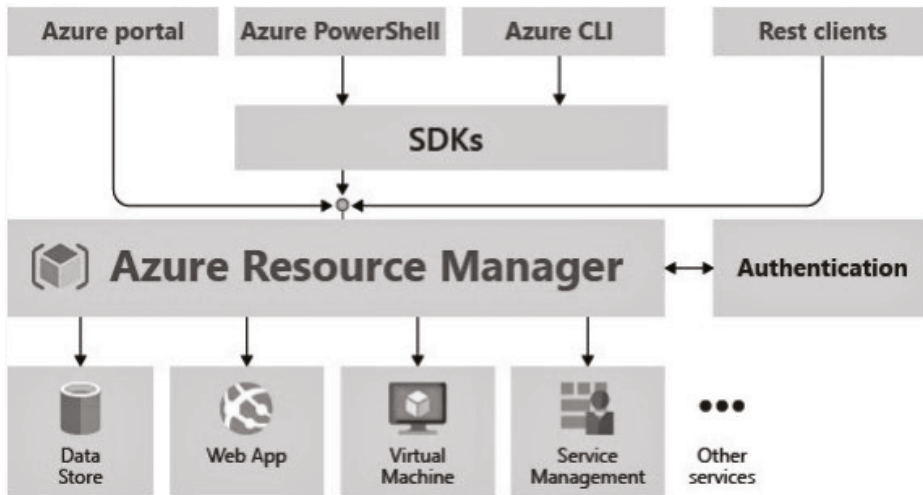 Azure portal
Azure PowerShell
Azure CLI
Rest clients
SDKs
Azure Resource Manager
Authentication
Data
Store
Web App
Virtual
Machine
Service
Management
Other
services